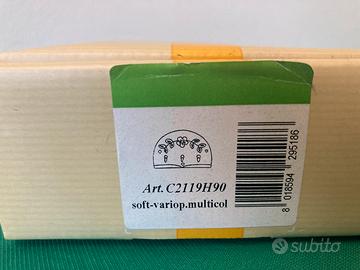 Art. C2119H90
soft-variop.multicol
8 018594 295186
subito